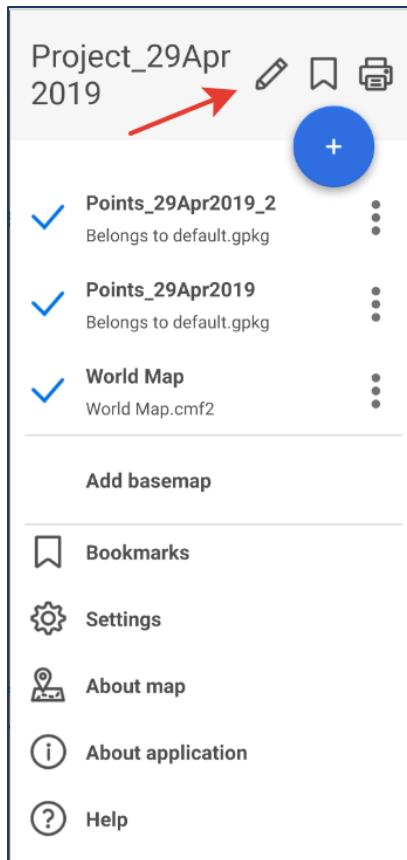 Project_29Apr
2019
+
Points_29Apr2019_2
Belongs to default.gpkg
Points_29Apr2019
Belongs to default.gpkg
World Map
World Map.cmf2
Add basemap
Bookmarks
Settings
About map
About application
Help